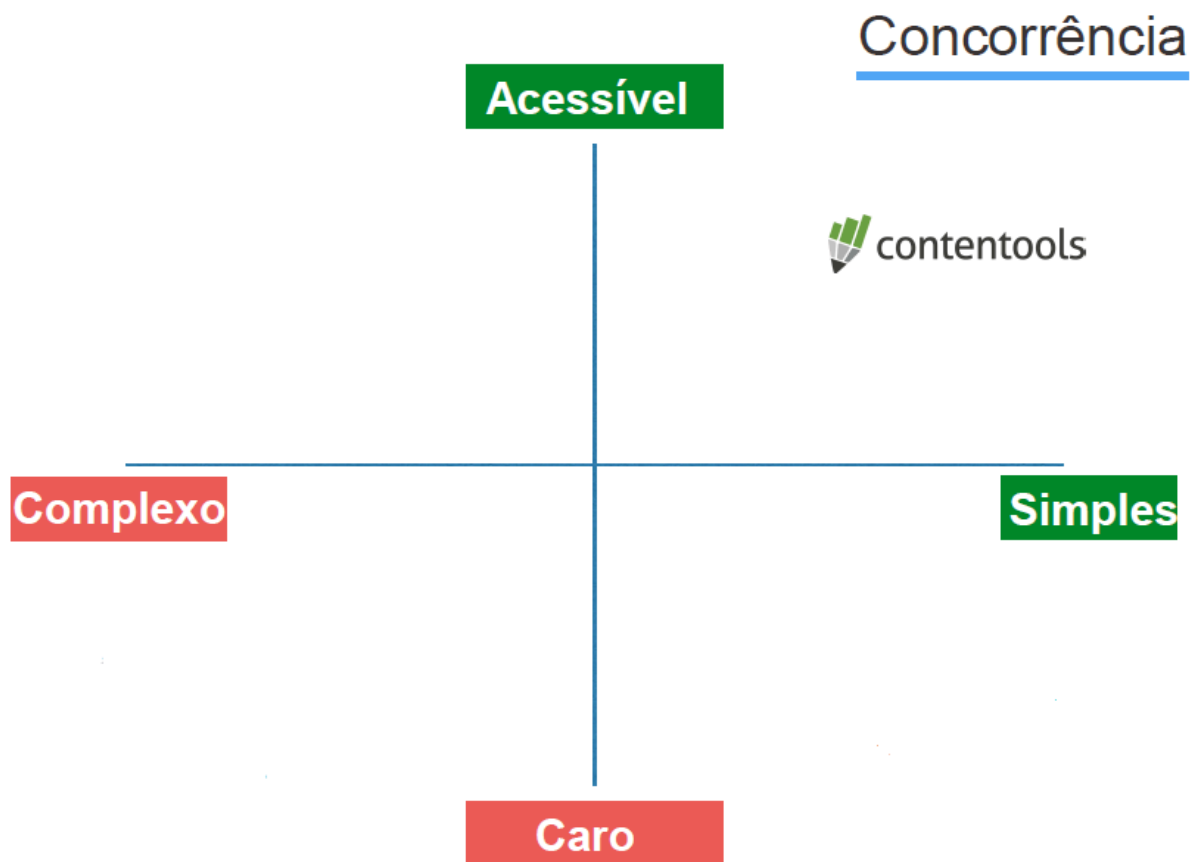 Concorrência
Acessível
contentools
Complexo
Simples
Caro